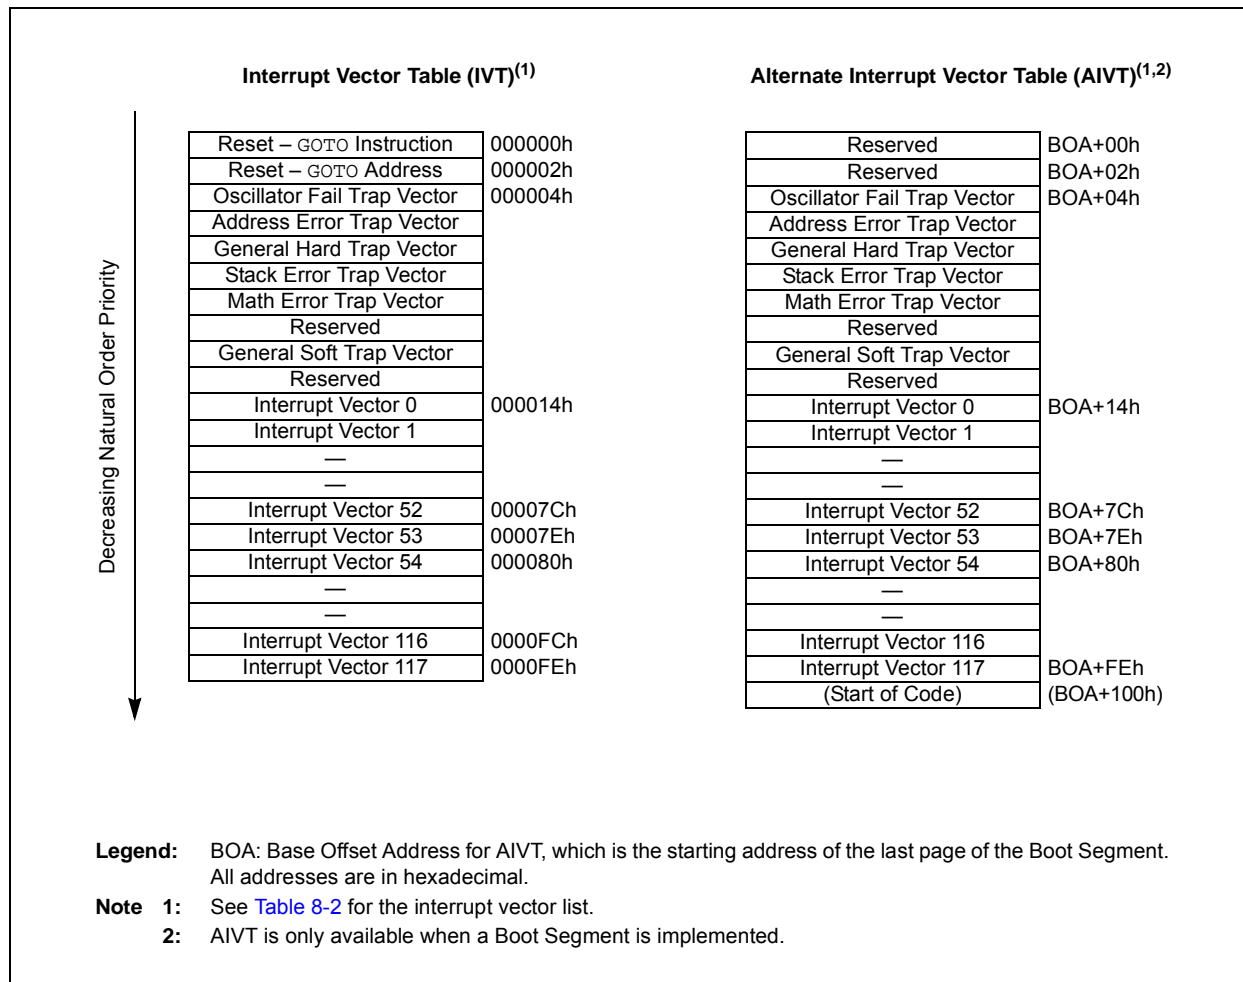 Interrupt Vector Table (IVT)(1)
Alternate Interrupt Vector Table (AIVT)(1,2)
Decreasing Natural Order Priority
Reset – GOTO Instruction 000000h
Reset – GOTO Address 000002h
Oscillator Fail Trap Vector 000004h
Address Error Trap Vector
General Hard Trap Vector
Stack Error Trap Vector
Math Error Trap Vector
Reserved
General Soft Trap Vector
Reserved
Interrupt Vector 0 000014h
Interrupt Vector 1
—
—
Interrupt Vector 52 00007Ch
Interrupt Vector 53 00007Eh
Interrupt Vector 54 000080h
—
—
Interrupt Vector 116 0000FCh
Interrupt Vector 117 0000FEh
Reserved BOA+00h
Reserved BOA+02h
Oscillator Fail Trap Vector BOA+04h
Address Error Trap Vector
General Hard Trap Vector
Stack Error Trap Vector
Math Error Trap Vector
Reserved
General Soft Trap Vector
Reserved
Interrupt Vector 0 BOA+14h
Interrupt Vector 1
—
—
Interrupt Vector 52 BOA+7Ch
Interrupt Vector 53 BOA+7Eh
Interrupt Vector 54 BOA+80h
—
—
Interrupt Vector 116
Interrupt Vector 117 BOA+FEh
(Start of Code) (BOA+100h)
Legend: BOA: Base Offset Address for AIVT, which is the starting address of the last page of the Boot Segment.
All addresses are in hexadecimal.
Note 1: See Table 8-2 for the interrupt vector list.
2: AIVT is only available when a Boot Segment is implemented.